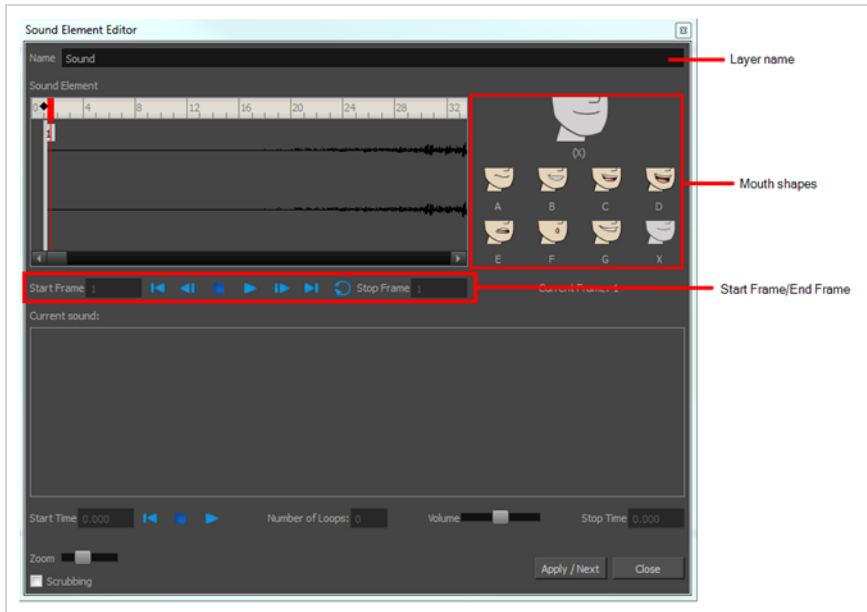 Sound Element Editor
Name Sound
Layer name
Sound Element
0 4 8 12 16 20 24 28 32
1
(X)
Mouth shapes
A B C D
E F G X
Start Frame 1 Stop Frame 1 Current Frame: 1
Start Frame/End Frame
Current sound:
Start Time 0.000 Number of Loops: 0 Volume Stop Time 0.000
Zoom
Apply / Next Close
Scrubbing